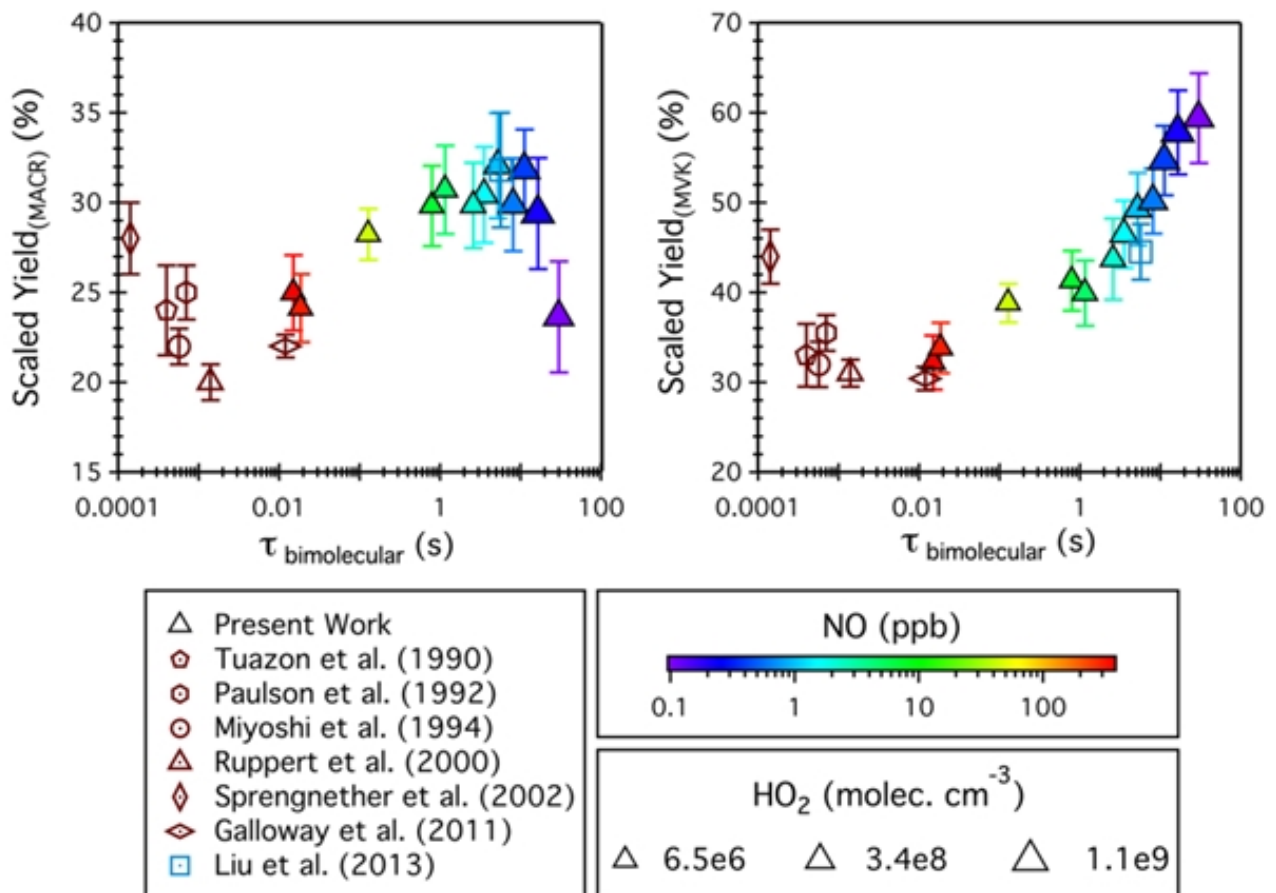 40
35
30
25
20
15
Scaled Yield(MACR) (%)
0.0001 0.01 1 100
τ bimolecular (s)
70
60
50
40
30
20
Scaled Yield(MVK) (%)
0.0001 0.01 1 100
τ bimolecular (s)
Present Work
Tuazon et al. (1990)
Paulson et al. (1992)
Miyoshi et al. (1994)
Ruppert et al. (2000)
Sprengnether et al. (2002)
Galloway et al. (2011)
Liu et al. (2013)
NO (ppb)
0.1 1 10 100
HO₂ (molec. cm⁻³)
6.5e6 3.4e8 1.1e9